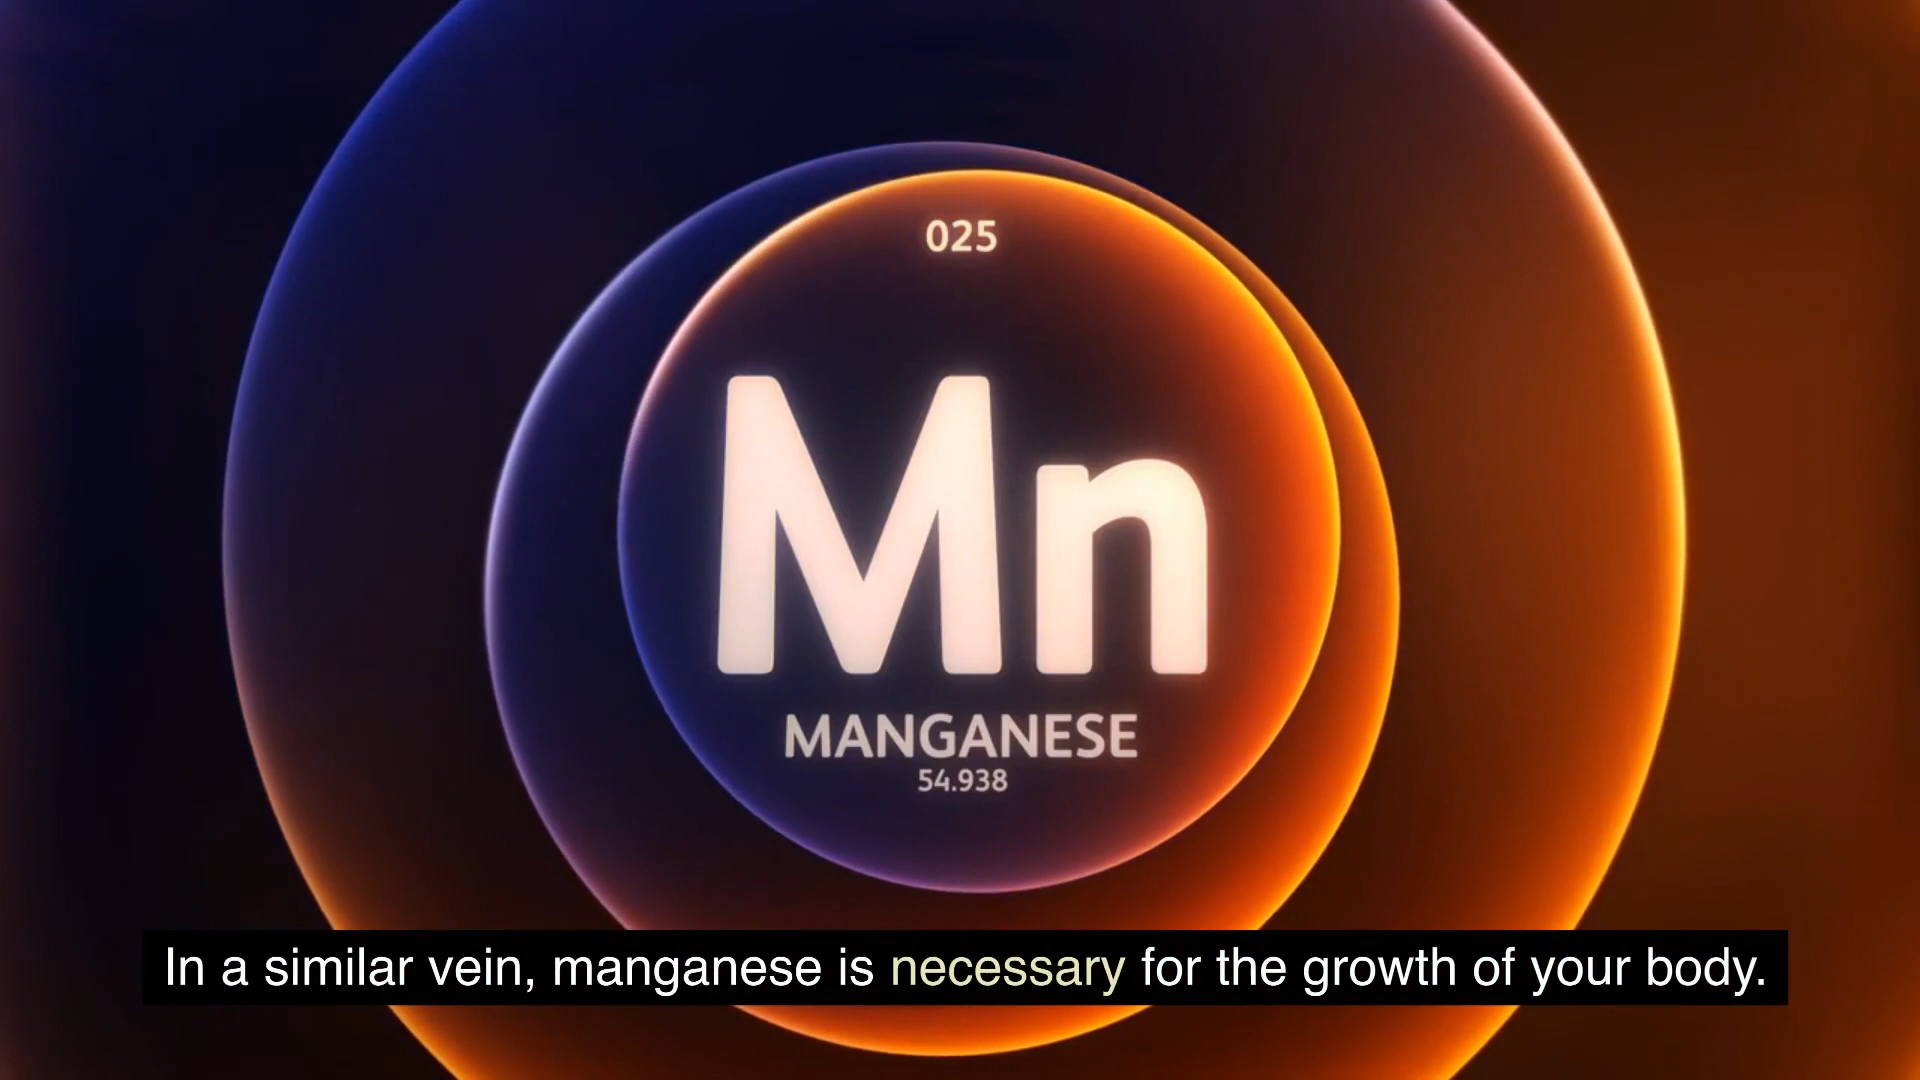 025
Mn
MANGANESE
54.938
In a similar vein, manganese is necessary for the growth of your body.